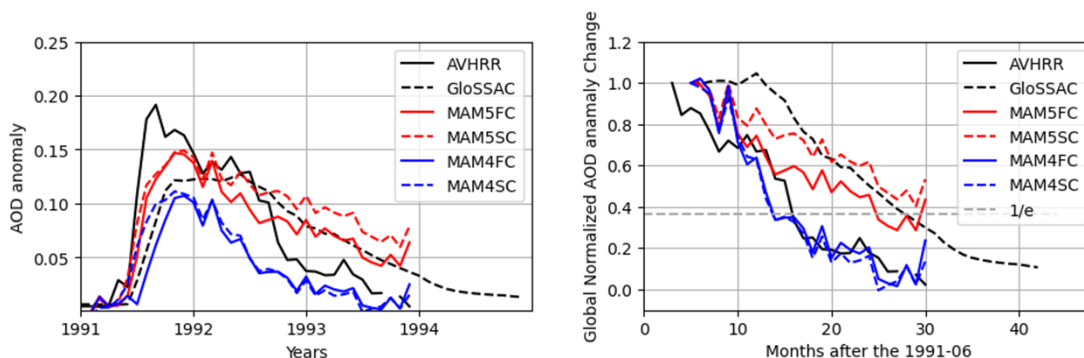 AOD anomaly
0.25
0.20
0.15
0.10
0.05
1991
1992
1993
1994
Years
AVHRR
GloSSAC
MAM5FC
MAM5SC
MAM4FC
MAM4SC
Global Normalized AOD anamaly Change
1.2
1.0
0.8
0.6
0.4
0.2
0.0
0
10
20
30
40
Months after the 1991-06
AVHRR
GloSSAC
MAM5FC
MAM5SC
MAM4FC
MAM4SC
1/e